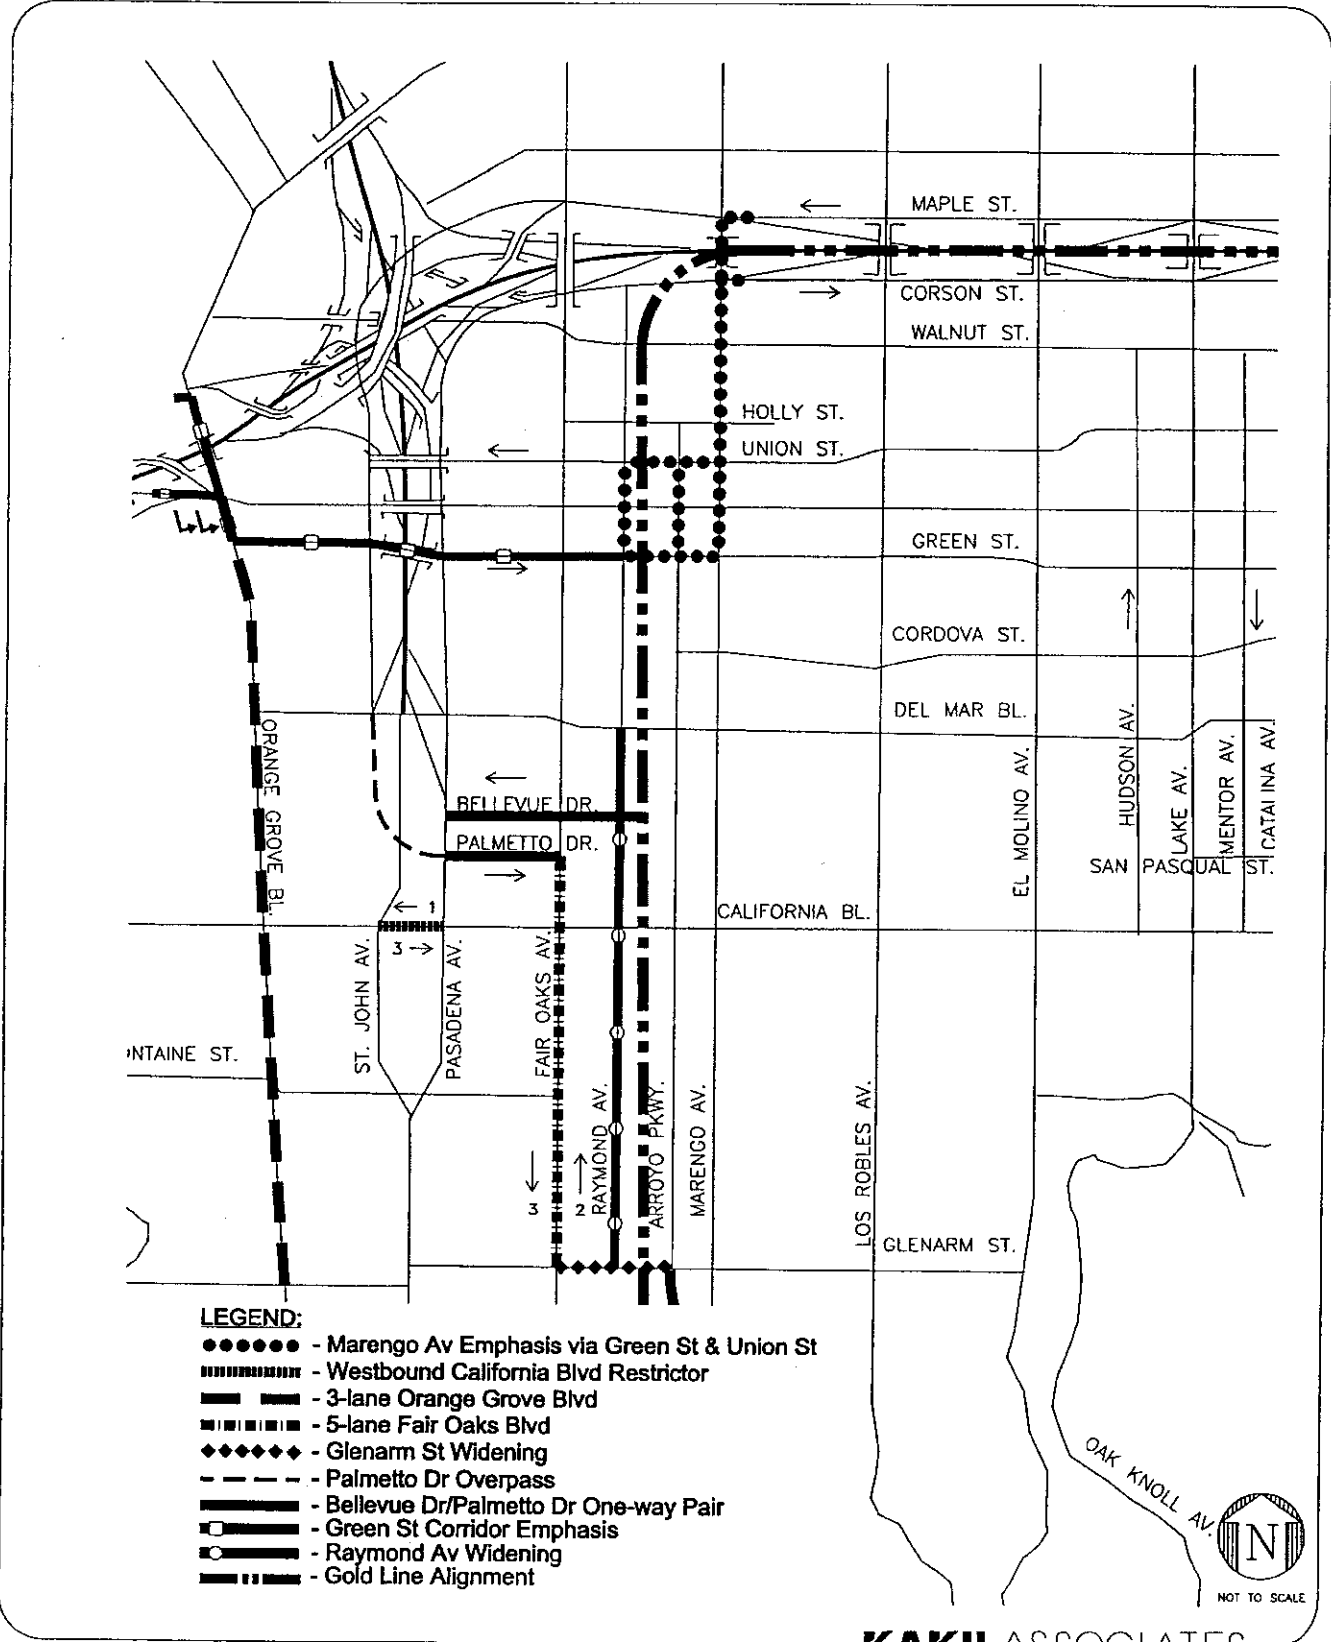 MAPLE ST.
CORSON ST.
WALNUT ST.
HOLLY ST.
UNION ST.
GREEN ST.
CORDOVA ST.
DEL MAR BL.
ORANGE GROVE BL.
BELLEVUE DR.
PALMETTO DR.
EL MOLINO AV.
HUDSON AV.
LAKE AV.
MENTOR AV.
CATALINA AV.
SAN PASQUAL ST.
CALIFORNIA BL.
1
3
ST. JOHN AV.
PASADENA AV.
FAIR OAKS AV.
NTAINE ST.
RAYMOND AV.
ARROYO PKWY.
MARENGO AV.
LOS ROBLES AV.
3
2
GLENARM ST.
OAK KNOLL AV.
LEGEND:
- Marengo Av Emphasis via Green St & Union St
- Westbound California Blvd Restrictor
- 3-lane Orange Grove Blvd
- 5-lane Fair Oaks Blvd
- Glenarm St Widening
- Palmetto Dr Overpass
- Bellevue Dr/Palmetto Dr One-way Pair
- Green St Corridor Emphasis
- Raymond Av Widening
- Gold Line Alignment
N
NOT TO SCALE
ASSOCIATES